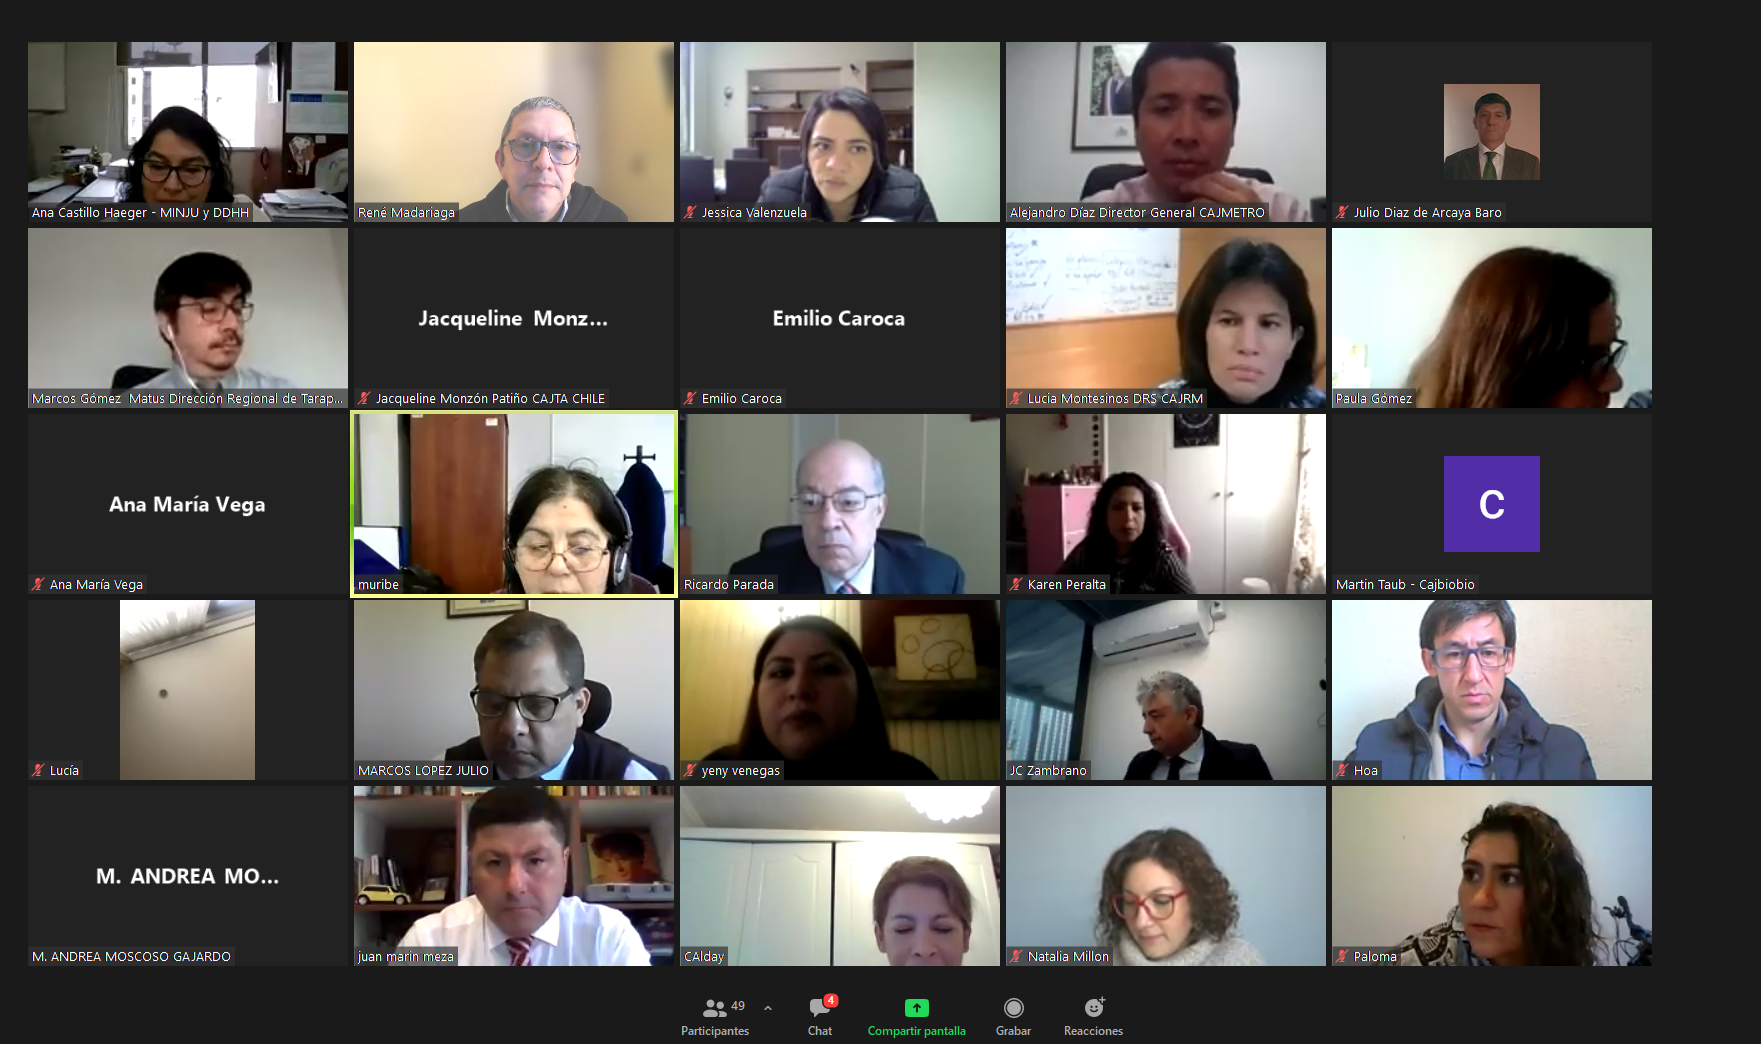 Ana Castillo Haeger - MINJU y DDHH
René Madariaga
Jessica Valenzuela
Alejandro Díaz Director General CAJMETRO
Julio Diaz de Arcaya Baro
Marcos Gómez Matus Dirección Regional de Tarap...
Jacqueline Monz...
Jacqueline Monzón Patiño CAJTA CHILE
Emilio Caroca
Emilio Caroca
Lucia Montesinos DRS CAJRM
Paula Gómez
Ana María Vega
Ana María Vega
muribe
Ricardo Parada
Karen Peralta
C
Martin Taub - Cajbiobio
Lucía
MARCOS LOPEZ JULIO
yeny venegas
JC Zambrano
Hoa
M. ANDREA MO...
M. ANDREA MOSCOSO GAJARDO
juan marin meza
CAlday
Natalia Millon
Paloma
49
4
Participantes
Chat
Compartir pantalla
Grabar
Reacciones